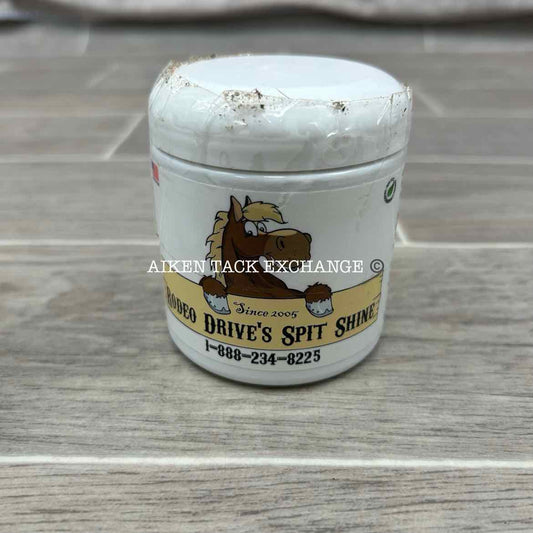 AIKEN TACK EXCHANGE ©
Since 2005
RODEO DRIVE'S SPIT SHINE
1-888-234-8225